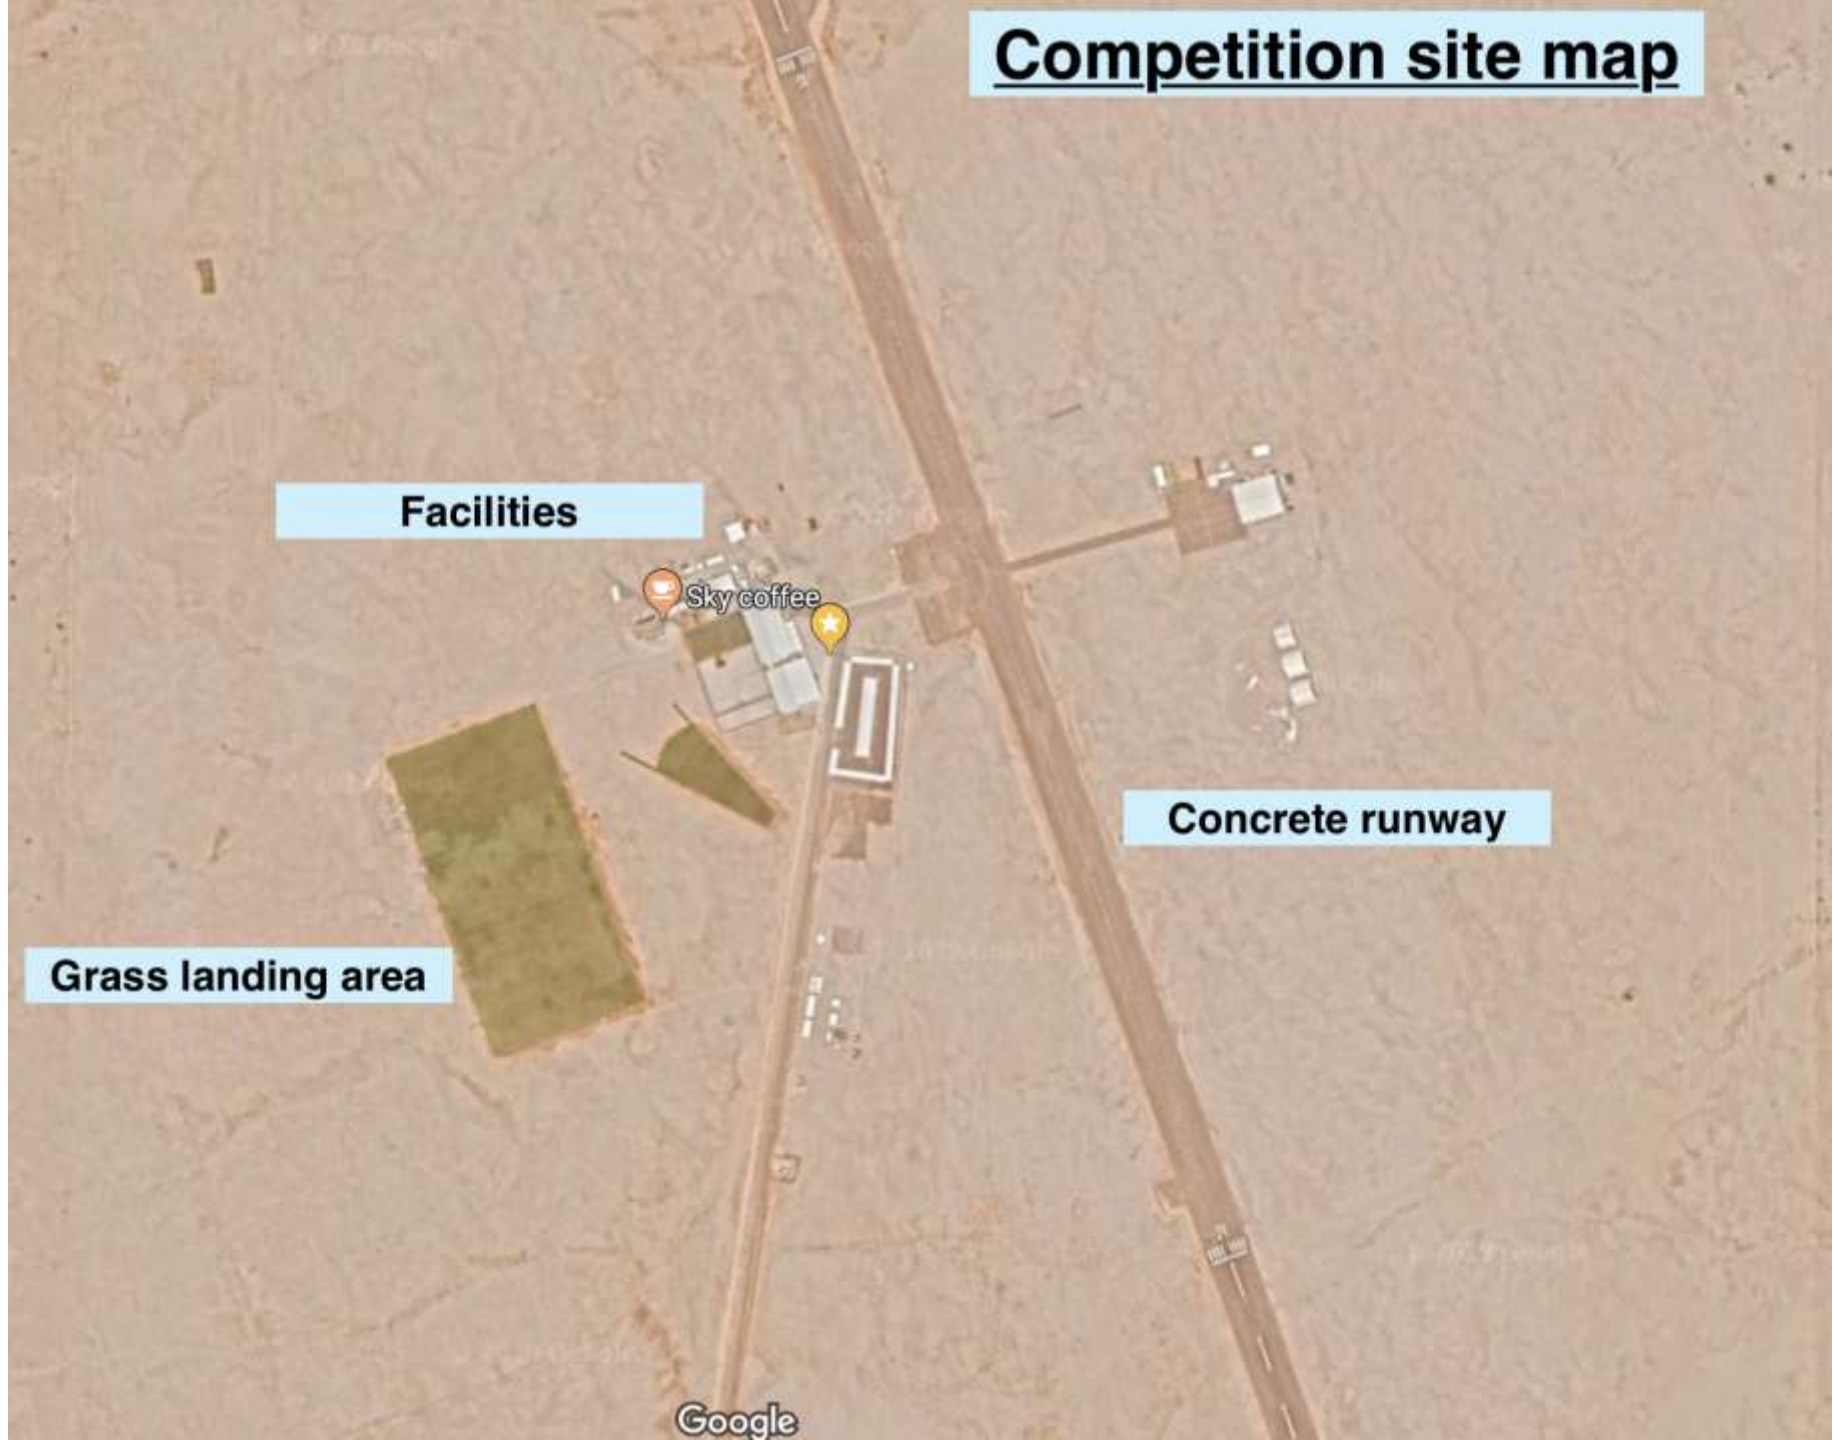 Competition site map
Facilities
Sky coffee
Concrete runway
Grass landing area
Google